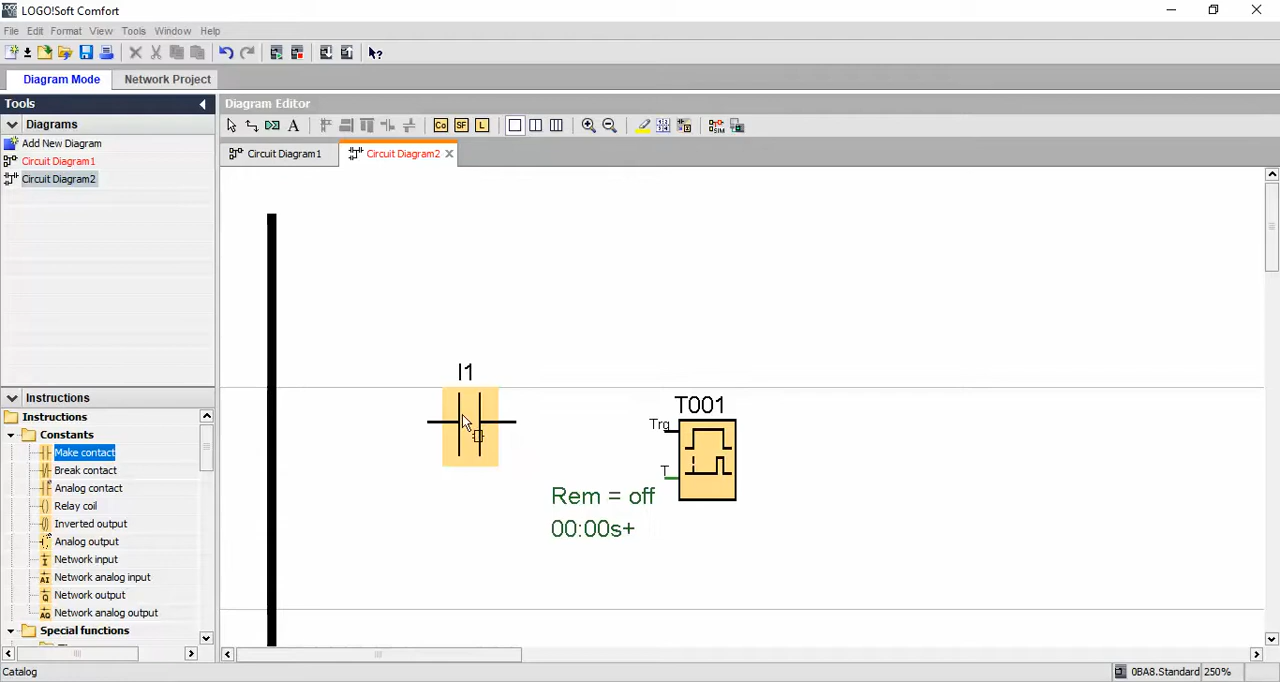 LOGO!Soft Comfort
File Edit Format View Tools Window Help
Diagram Mode Network Project
Tools
Diagrams
Add New Diagram
Circuit Diagram1
Circuit Diagram2
Instructions
Instructions
Constants
Make contact
Break contact
Analog contact
Relay coil
Inverted output
Analog output
Network input
Network analog input
Network output
Network analog output
Special functions
Diagram Editor
A Co SF L SIM
Circuit Diagram1 Circuit Diagram2
I1
T001
Trg
T
Rem = off
00:00s+
Catalog
0BA8.Standard 250%